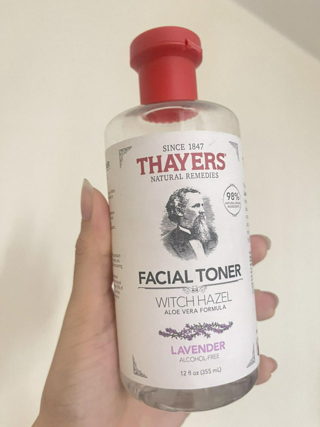 SINCE 1847
THAYERS
NATURAL REMEDIES
98%
FACIAL TONER
WITCH HAZEL
ALOE VERA FORMULA
LAVENDER
ALCOHOL-FREE
12 fl oz (355 mL)